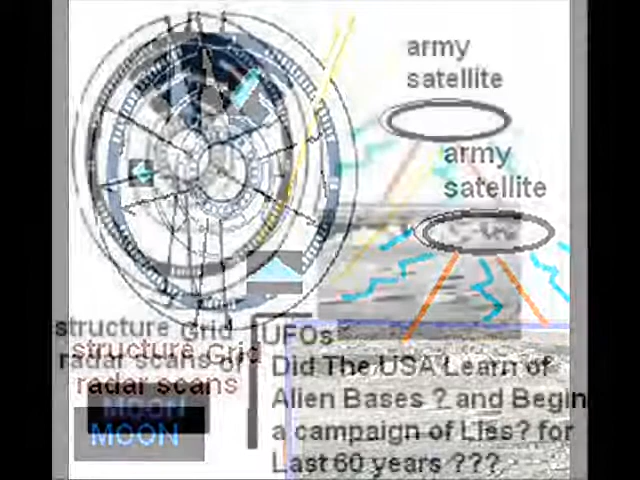 army
satellite
army
satellite
structure Grid
radar scans of
structure Grid
radar scans
Moon
MOON
UFOs
Did The USA Learn of
Alien Bases ? and Begin
a campaign of Lies? for
Last 60 years ???